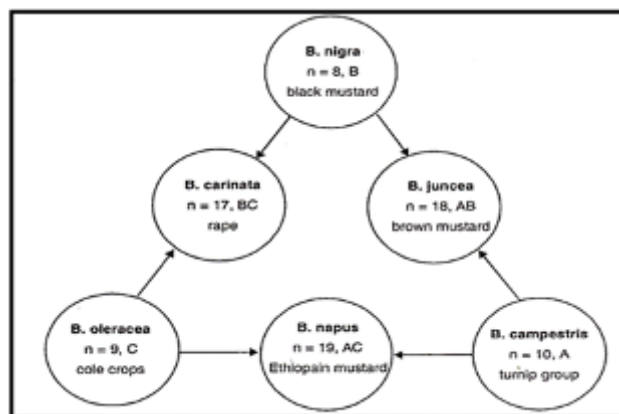 B. nigra
n = 8, B
black mustard
B. carinata
n = 17, BC
rape
B. juncea
n = 18, AB
brown mustard
B. oleracea
n = 9, C
cole crops
B. napus
n = 19, AC
Ethiopain mustard
B. campestris
n = 10, A
turnip group